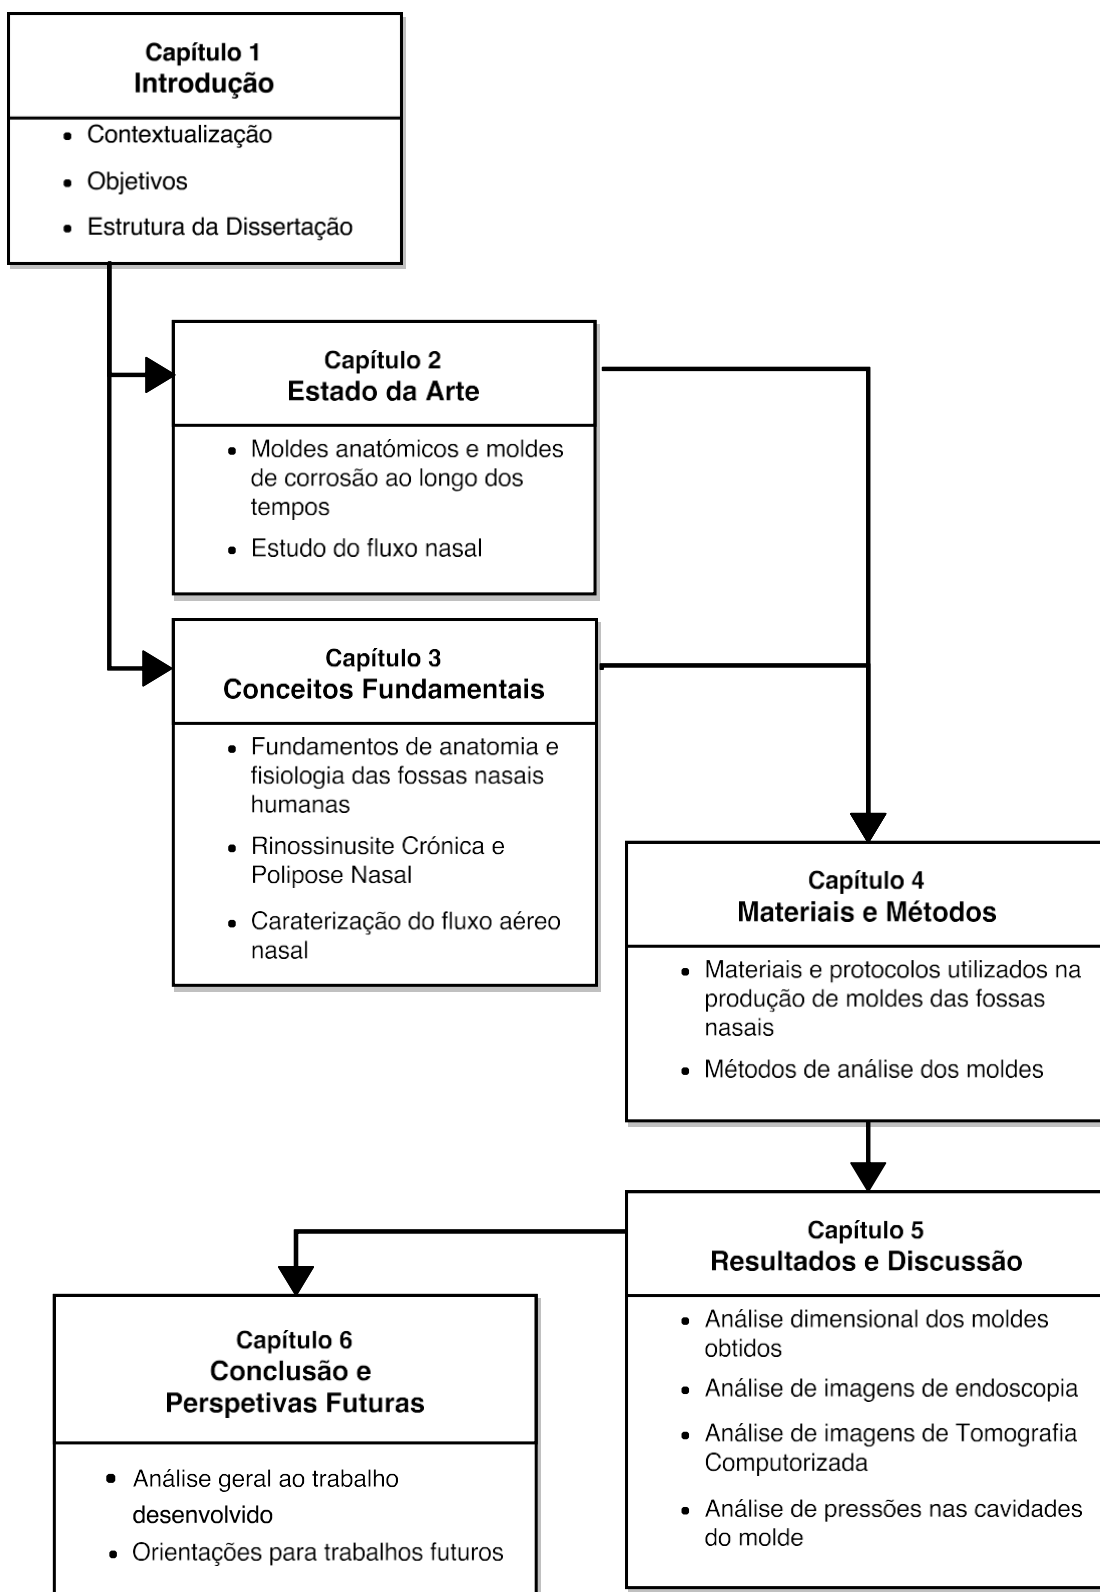 Capítulo 1
Introdução
• Contextualização
• Objetivos
• Estrutura da Dissertação
Capítulo 2
Estado da Arte
• Moldes anatómicos e moldes
de corrosão ao longo dos
tempos
• Estudo do fluxo nasal
Capítulo 3
Conceitos Fundamentais
• Fundamentos de anatomia e
fisiologia das fossas nasais
humanas
• Rinossinusite Crónica e
Polipose Nasal
• Caraterização do fluxo aéreo
nasal
Capítulo 4
Materiais e Métodos
• Materiais e protocolos utilizados na
produção de moldes das fossas
nasais
• Métodos de análise dos moldes
Capítulo 5
Resultados e Discussão
• Análise dimensional dos moldes
obtidos
• Análise de imagens de endoscopia
• Análise de imagens de Tomografia
Computorizada
• Análise de pressões nas cavidades
do molde
Capítulo 6
Conclusão e
Perspetivas Futuras
• Análise geral ao trabalho
desenvolvido
• Orientações para trabalhos futuros